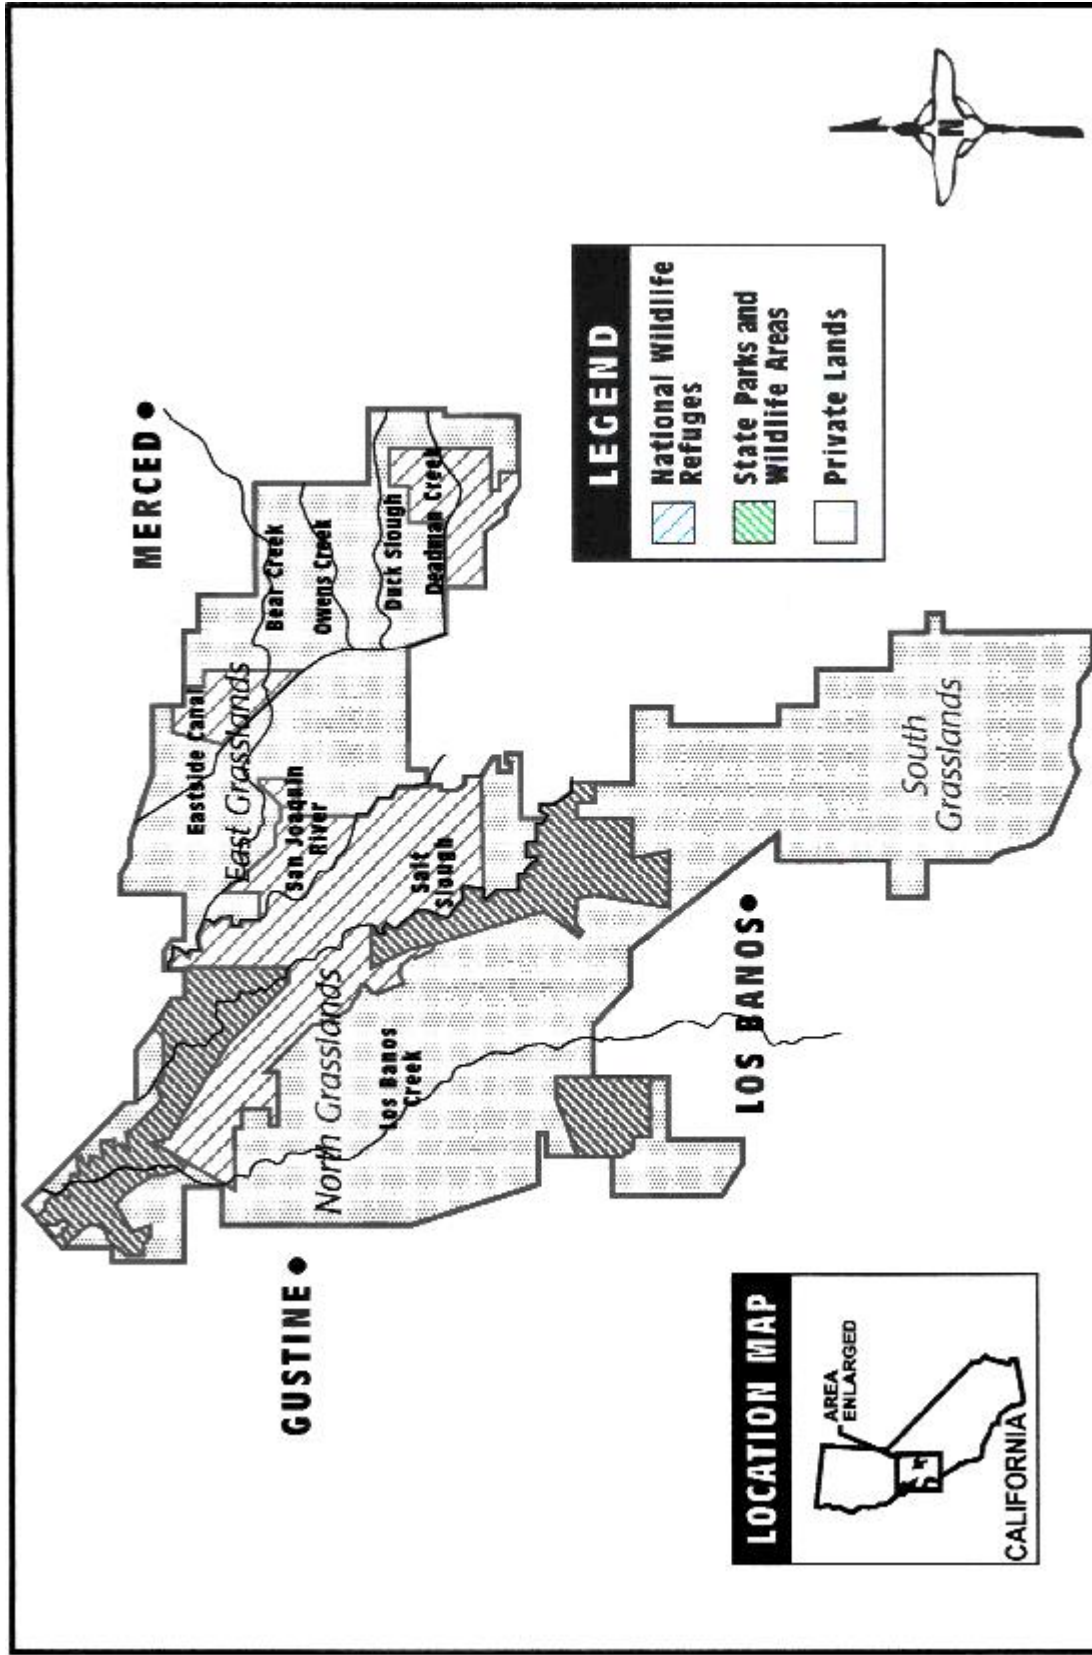 MERCED
Eastside Canal
Bear Creek
East Grasslands
Owens Creek
San Joaquin
River
Duck Slough
Deadman Creek
Salt
Slough
North Grasslands
Los Banos
Creek
GUSTINE
LOS BANOS
South
Grasslands
LEGEND
National Wildlife
Refuges
State Parks and
Wildlife Areas
Private Lands
N
LOCATION MAP
AREA
ENLARGED
CALIFORNIA